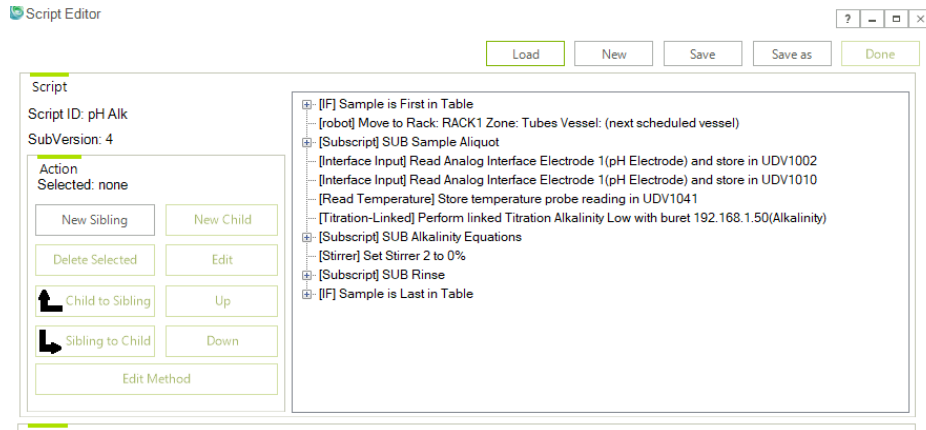 Script Editor
?
Load New Save Save as Done
Script
Script ID: pH Alk
SubVersion: 4
Action
Selected: none
New Sibling New Child
Delete Selected Edit
Child to Sibling Up
Sibling to Child Down
Edit Method
[IF] Sample is First in Table
[robot] Move to Rack: RACK1 Zone: Tubes Vessel: (next scheduled vessel)
[Subscript] SUB Sample Aliquot
[Interface Input] Read Analog Interface Electrode 1(pH Electrode) and store in UDV1002
[Interface Input] Read Analog Interface Electrode 1(pH Electrode) and store in UDV1010
[Read Temperature] Store temperature probe reading in UDV1041
[Titration-Linked] Perform linked Titration Alkalinity Low with buret 192.168.1.50(Alkalinity)
[Subscript] SUB Alkalinity Equations
[Stirrer] Set Stirrer 2 to 0%
[Subscript] SUB Rinse
[IF] Sample is Last in Table